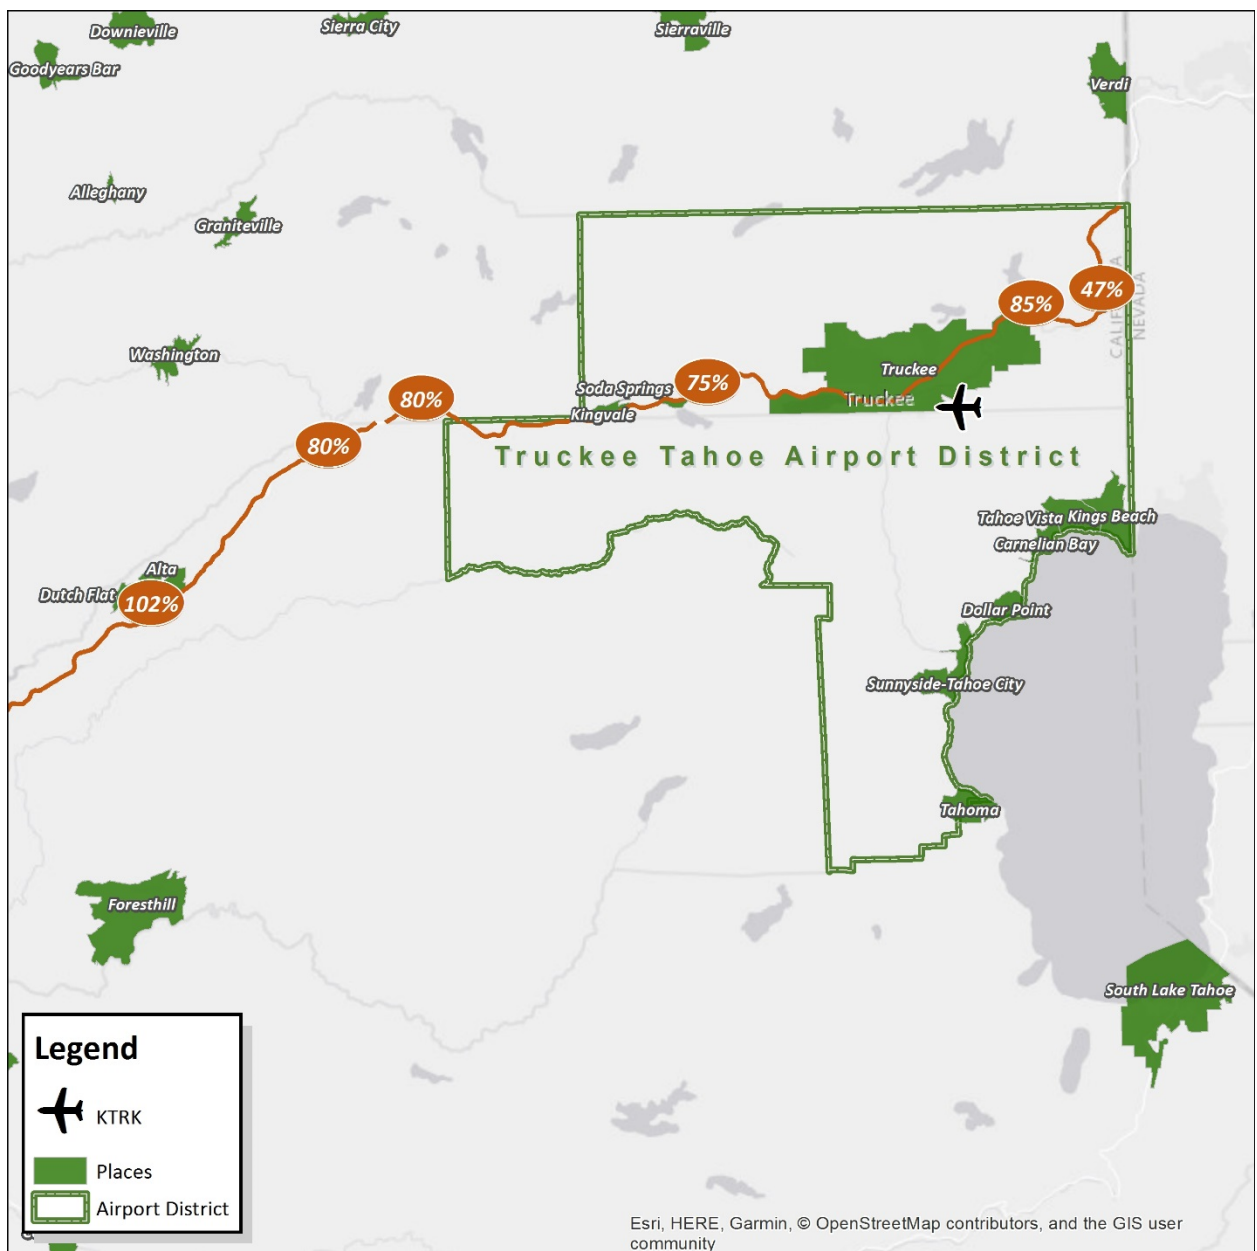 Downieville
Sierra City
Sierraville
Goodyears Bar
Verdi
Alleghany
Graniteville
47%
85%
CALIF
NIA
NEVADA
Washington
Truckee
75%
Soda Springs
80%
Truckee
Kingvale
80%
Truckee Tahoe Airport District
Tahoe Vista
Kings Beach
Carnelian Bay
Alta
Dutch Flat
102%
Dollar Point
Sunnyside-Tahoe City
Tahoma
Foresthill
South Lake Tahoe
Legend
KTRK
Places
Airport District
Esri, HERE, Garmin, © OpenStreetMap contributors, and the GIS user
community